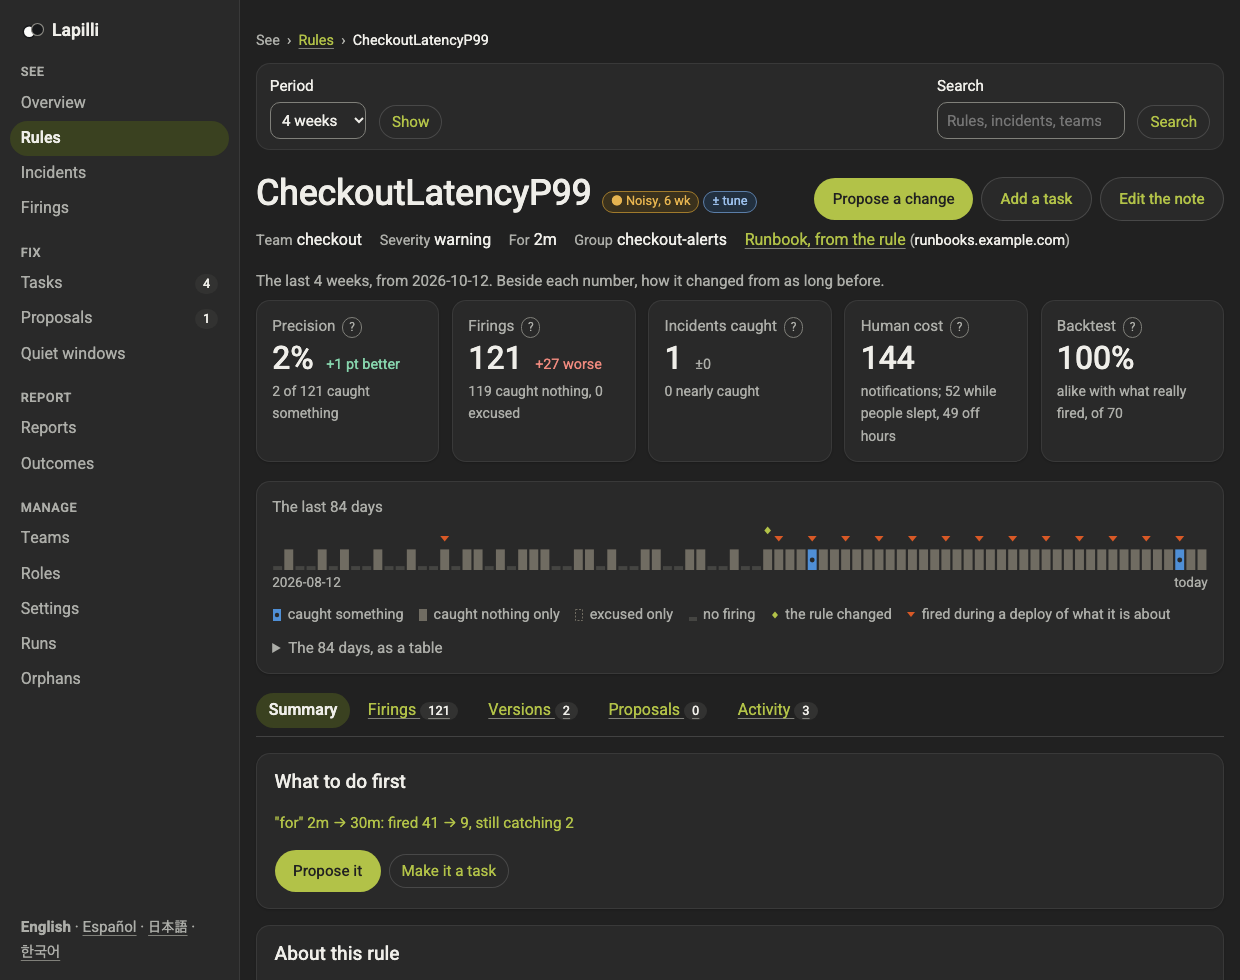 Lapilli
SEE
Overview
Rules
Incidents
Firings
FIX
Tasks 4
Proposals 1
Quiet windows
REPORT
Reports
Outcomes
MANAGE
Teams
Roles
Settings
Runs
Orphans
English · Español · 日本語 ·
한국어
See › Rules › CheckoutLatencyP99
Period
4 weeks
Show
Search
Rules, incidents, teams
Search
CheckoutLatencyP99
Noisy, 6 wk
± tune
Propose a change
Add a task
Edit the note
Team checkout Severity warning For 2m Group checkout-alerts Runbook, from the rule (runbooks.example.com)
The last 4 weeks, from 2026-10-12. Beside each number, how it changed from as long before.
Precision ?
2% +1 pt better
2 of 121 caught
something
Firings ?
121 +27 worse
119 caught nothing, 0
excused
Incidents caught ?
1 ±0
0 nearly caught
Human cost ?
144
notifications; 52 while
people slept, 49 off
hours
Backtest ?
100%
alike with what really
fired, of 70
The last 84 days
2026-08-12 today
caught something caught nothing only excused only no firing the rule changed fired during a deploy of what it is about
The 84 days, as a table
Summary Firings 121 Versions 2 Proposals 0 Activity 3
What to do first
"for" 2m → 30m: fired 41 → 9, still catching 2
Propose it
Make it a task
About this rule